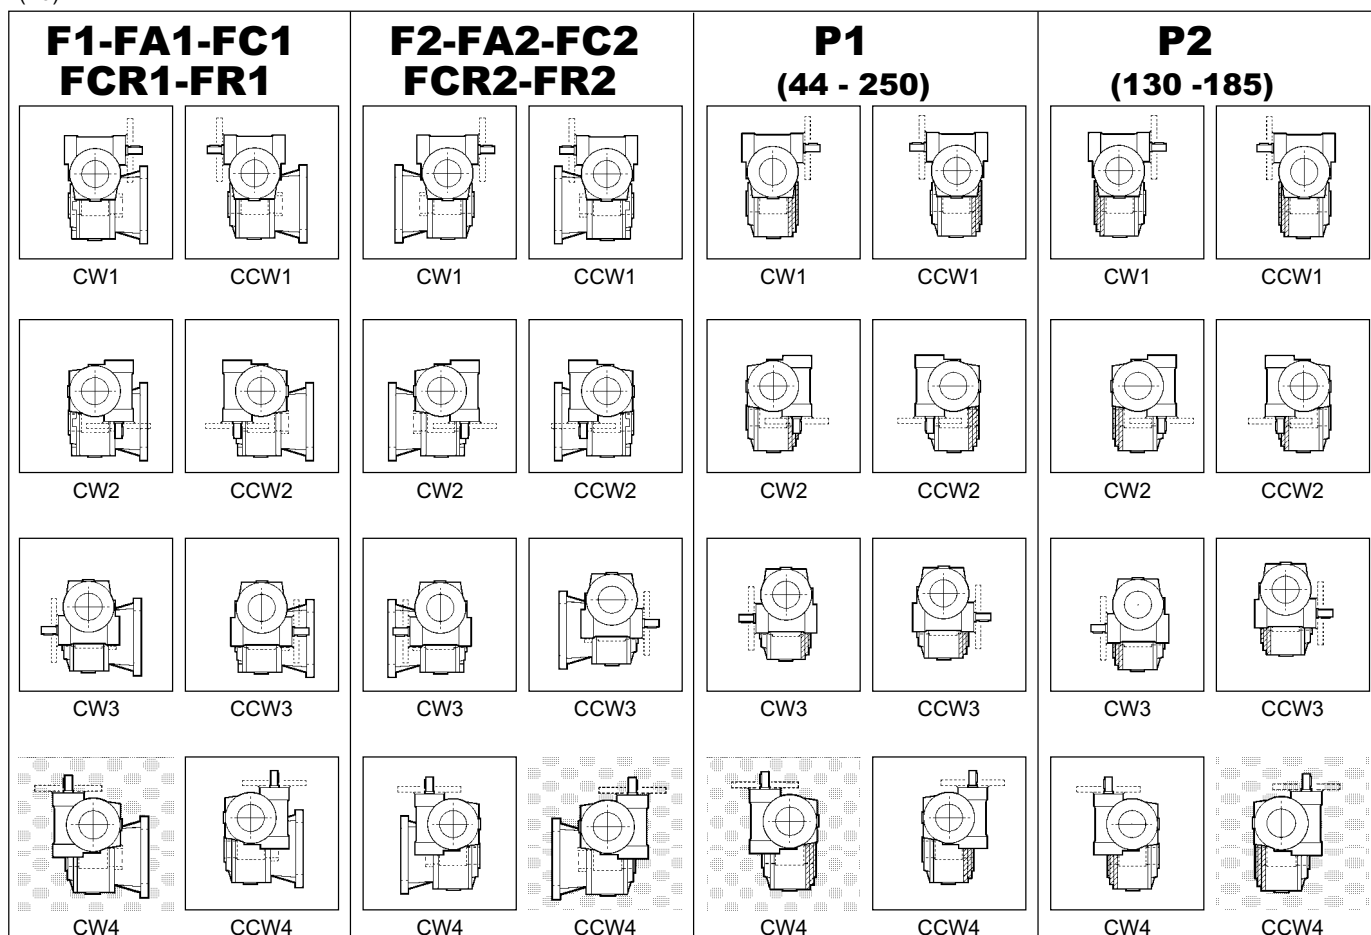 F1-FA1-FC1
FCR1-FR1
F2-FA2-FC2
FCR2-FR2
P1
(44 - 250)
P2
(130 -185)
CW1 CCW1 CW1 CCW1 CW1 CCW1 CW1 CCW1
CW2 CCW2 CW2 CCW2 CW2 CCW2 CW2 CCW2
CW3 CCW3 CW3 CCW3 CW3 CCW3 CW3 CCW3
CW4 CCW4 CW4 CCW4 CW4 CCW4 CW4 CCW4